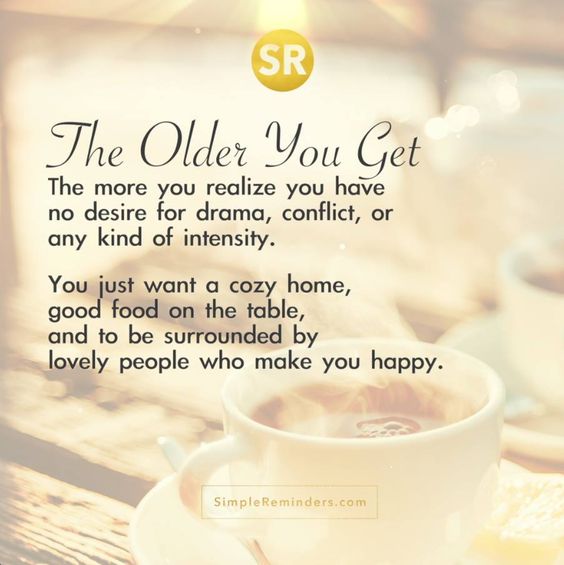 SR
The Older You Get
The more you realize you have
no desire for drama, conflict, or
any kind of intensity.
You just want a cozy home,
good food on the table,
and to be surrounded by
lovely people who make you happy.
SimpleReminders.com